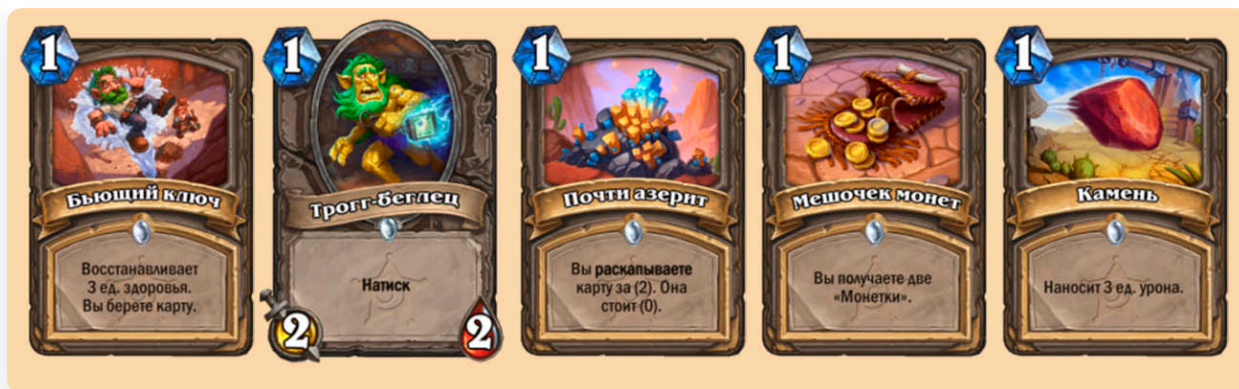 1
Бьющий ключ
Восстанавливает
3 ед. здоровья.
Вы берете карту.
1
Трогг-беглец
Натиск
2
2
1
Почти азерит
Вы раскапываете
карту за (2). Она
стоит (0).
1
Мешочек монет
Вы получаете две
«Монетки».
1
Камень
Наносит 3 ед. урона.